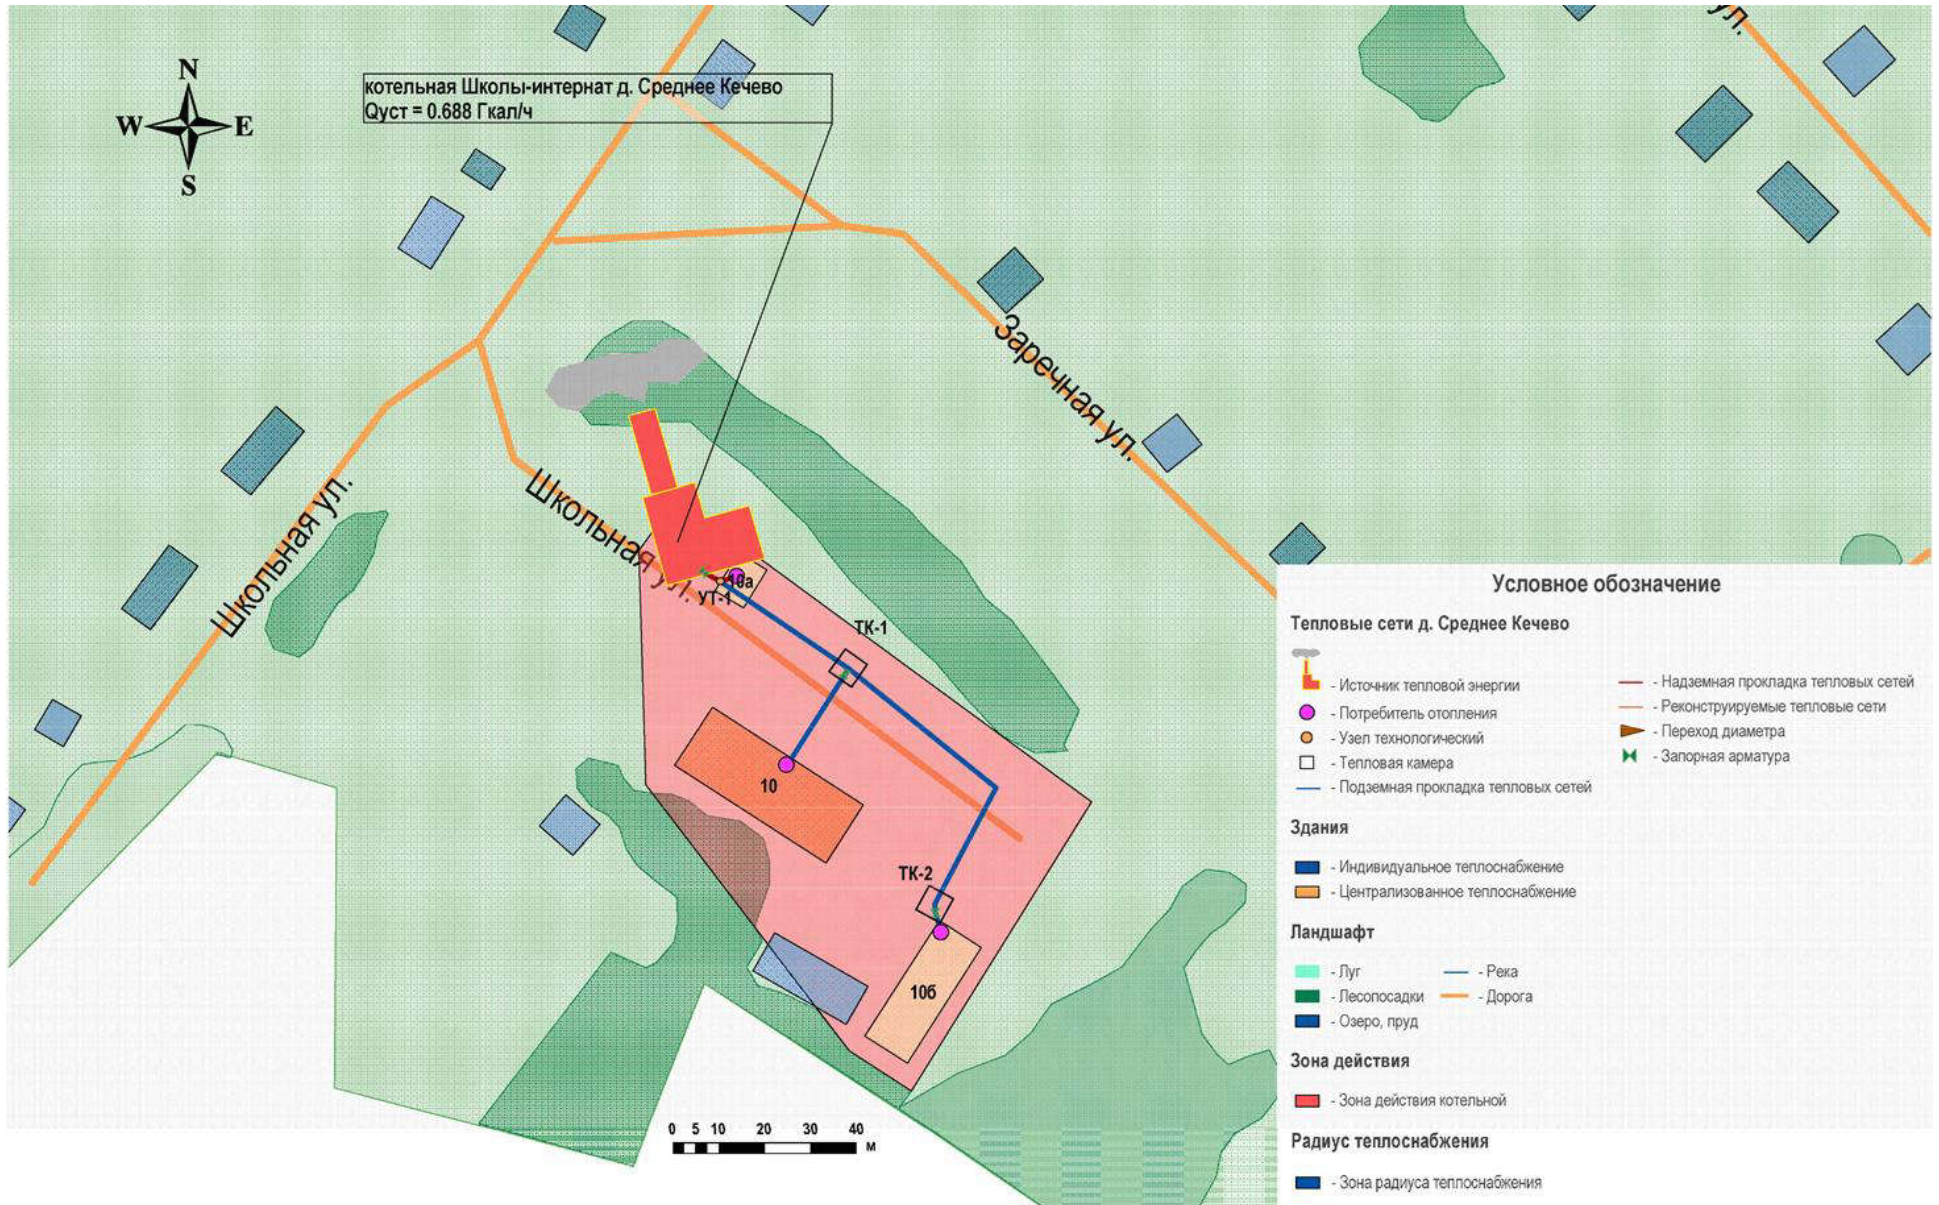 ул.
N
W E
S
котельная Школы-интернат д. Среднее Кечево
Qуст = 0.688 Гкал/ч
Заречная ул.
Школьная ул.
Школьная ул.
10а
УТ-1
ТК-1
10
ТК-2
10б
0 5 10 20 30 40
м
Условное обозначение
Тепловые сети д. Среднее Кечево
- Источник тепловой энергии
- Потребитель отопления
- Узел технологический
- Тепловая камера
- Подземная прокладка тепловых сетей
- Надземная прокладка тепловых сетей
- Реконструируемые тепловые сети
- Переход диаметра
- Запорная арматура
Здания
- Индивидуальное теплоснабжение
- Централизованное теплоснабжение
Ландшафт
- Луг
- Лесопосадки
- Озеро, пруд
- Река
- Дорога
Зона действия
- Зона действия котельной
Радиус теплоснабжения
- Зона радиуса теплоснабжения